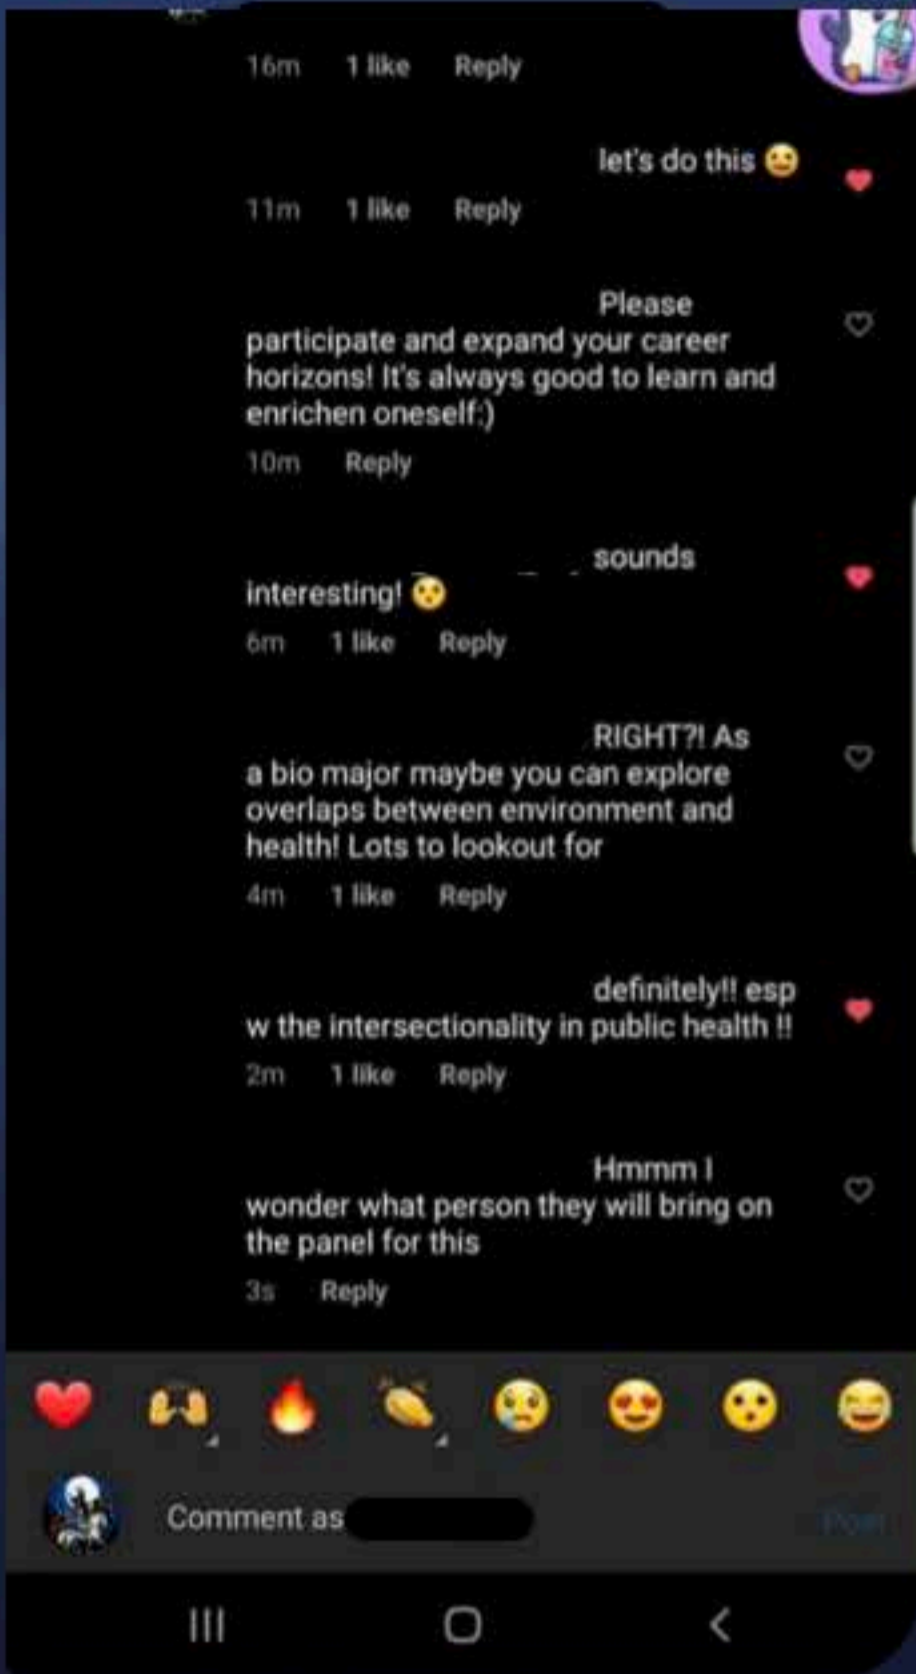 16m 1 like Reply
let's do this
11m 1 like Reply
Please
participate and expand your career
horizons! It's always good to learn and
enrichen oneself:)
10m Reply
sounds
interesting!
6m 1 like Reply
RIGHT?! As
a bio major maybe you can explore
overlaps between environment and
health! Lots to lookout for
4m 1 like Reply
definitely!! esp
w the intersectionality in public health !!
2m 1 like Reply
Hmmm I
wonder what person they will bring on
the panel for this
3s Reply
Comment as
Post